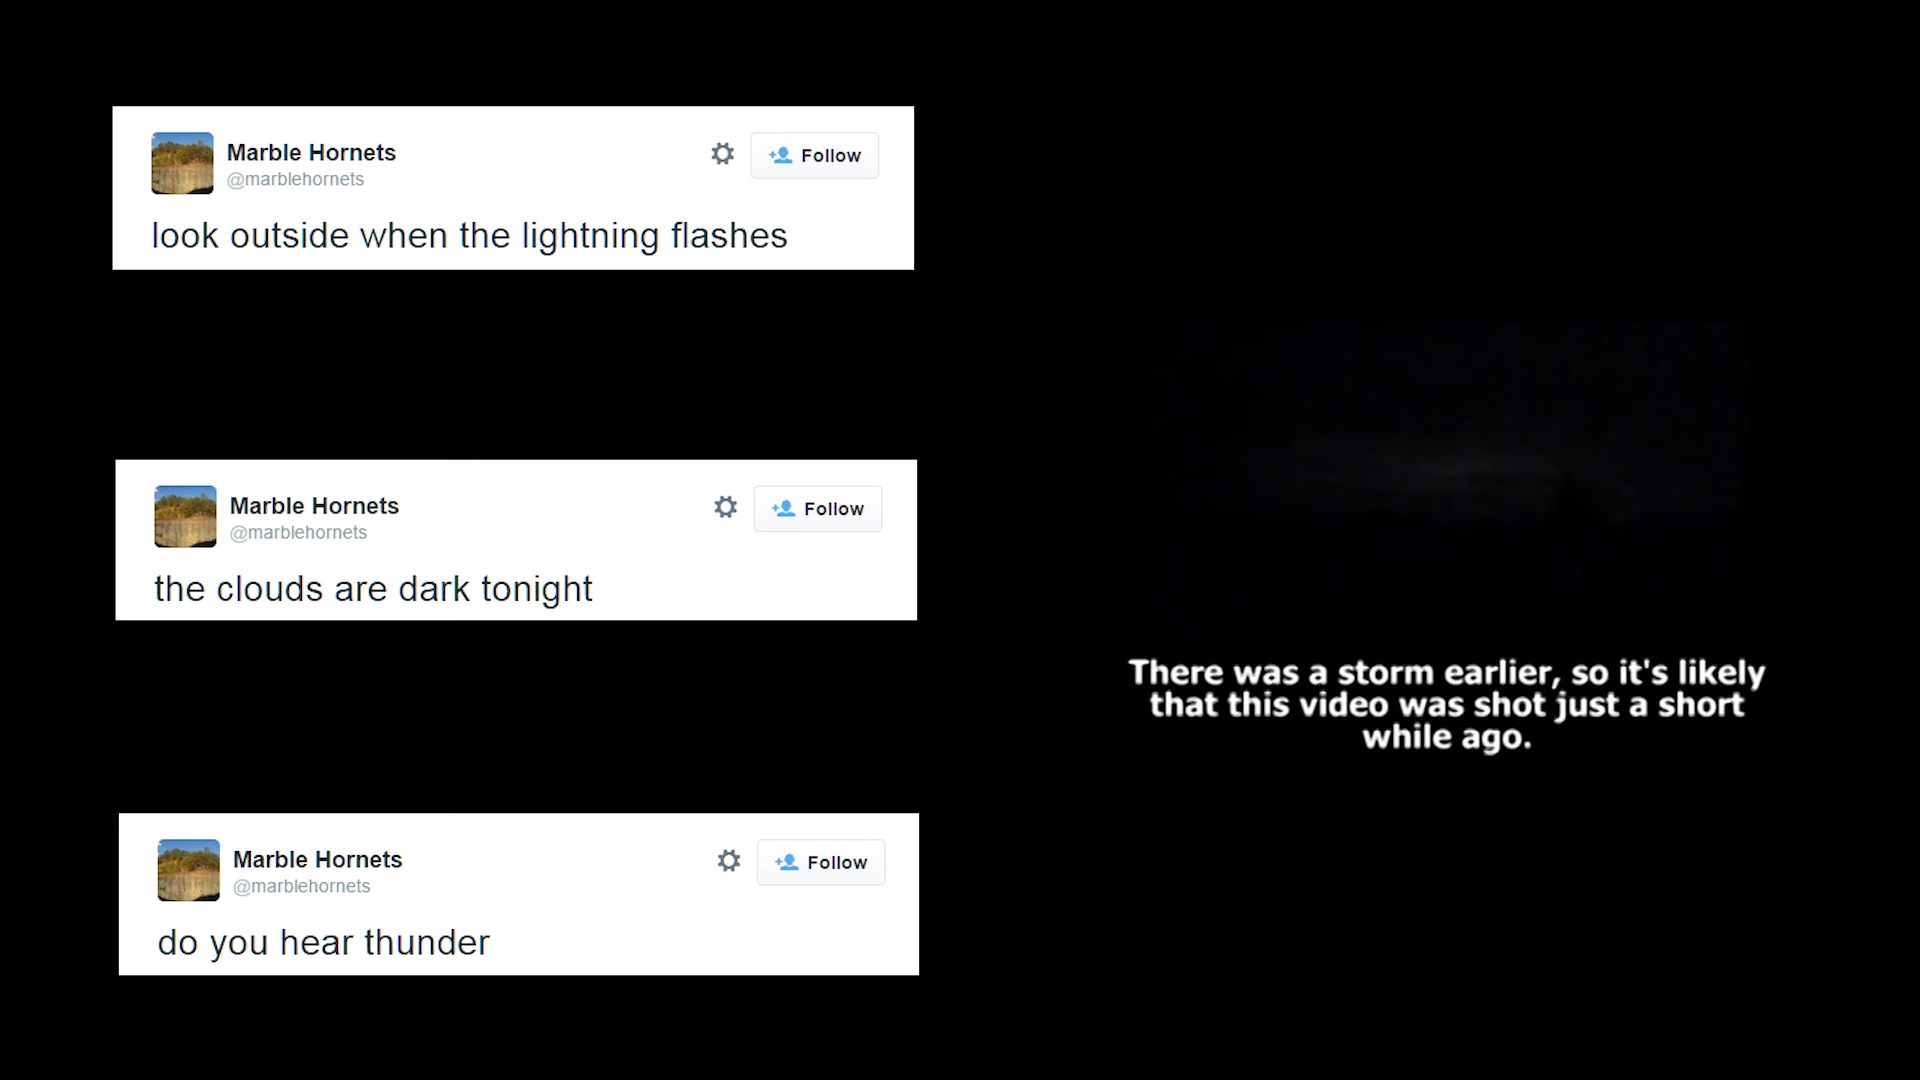 Marble Hornets
@marblehornets
Follow
look outside when the lightning flashes
Marble Hornets
@marblehornets
Follow
the clouds are dark tonight
Marble Hornets
@marblehornets
Follow
do you hear thunder
There was a storm earlier, so it's likely
that this video was shot just a short
while ago.